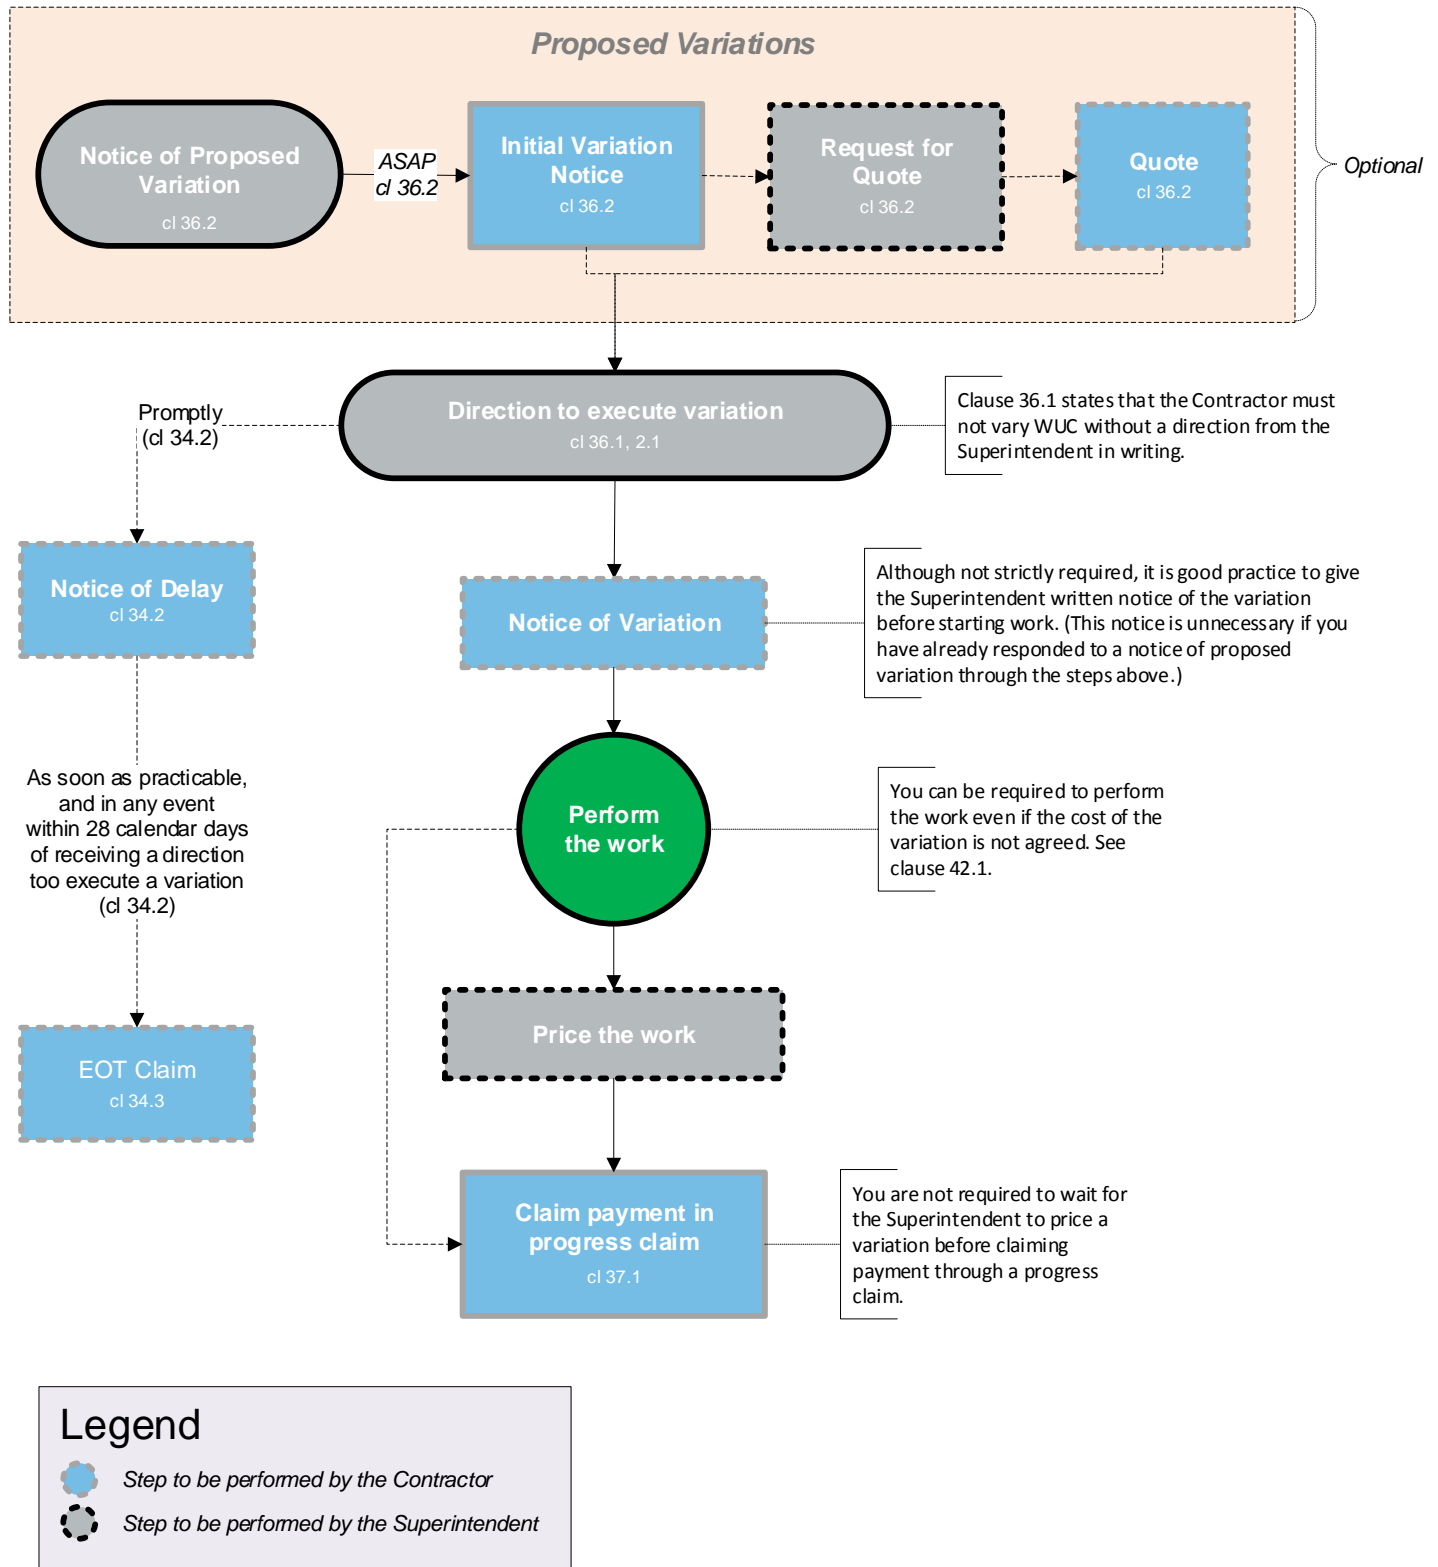 Proposed Variations
Notice of Proposed
Variation
cl 36.2
ASAP
cl 36.2
Initial Variation
Notice
cl 36.2
Request for
Quote
cl 36.2
Quote
cl 36.2
Optional
Direction to execute variation
cl 36.1, 2.1
Clause 36.1 states that the Contractor must
not vary WUC without a direction from the
Superintendent in writing.
Promptly
(cl 34.2)
Notice of Delay
cl 34.2
Notice of Variation
Although not strictly required, it is good practice to give
the Superintendent written notice of the variation
before starting work. (This notice is unnecessary if you
have already responded to a notice of proposed
variation through the steps above.)
As soon as practicable,
and in any event
within 28 calendar days
of receiving a direction
too execute a variation
(cl 34.2)
Perform
the work
You can be required to perform
the work even if the cost of the
variation is not agreed. See
clause 42.1.
Price the work
EOT Claim
cl 34.3
Claim payment in
progress claim
cl 37.1
You are not required to wait for
the Superintendent to price a
variation before claiming
payment through a progress
claim.
Legend
Step to be performed by the Contractor
Step to be performed by the Superintendent